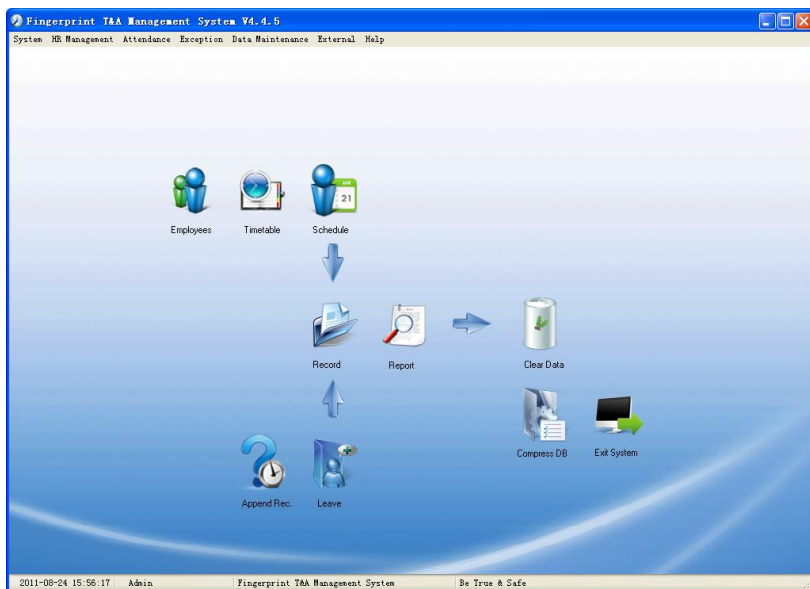 Fingerprint T&A Management System V4.4.5
System HR Management Attendance Exception Data Maintenance External Help
APR
21
Employees Timetable Schedule
Record Report Clear Data
Compress DB Exit System
Append Rec. Leave
2011-08-24 15:56:17 Admin Fingerprint T&A Management System Be True & Safe